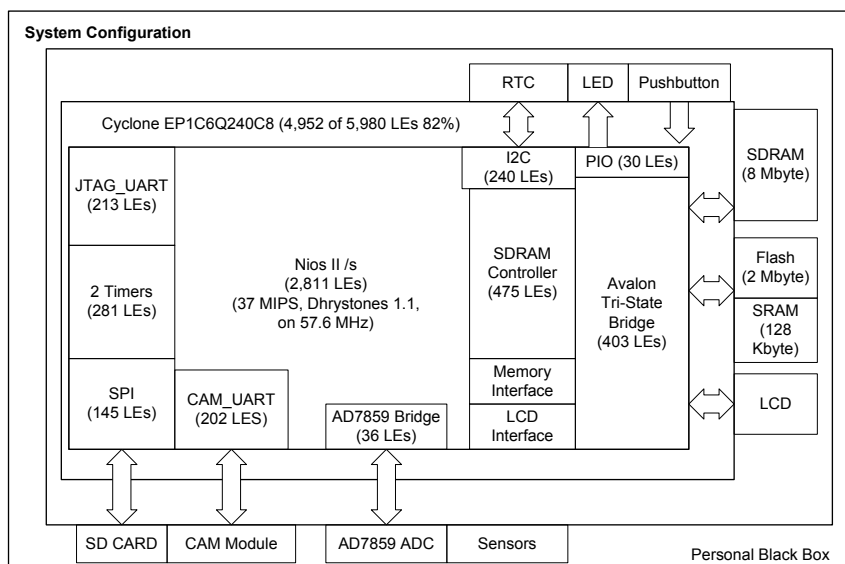 System Configuration
RTC
LED
Pushbutton
Cyclone EP1C6Q240C8 (4,952 of 5,980 LEs 82%)
JTAG_UART
(213 LEs)
2 Timers
(281 LEs)
SPI
(145 LEs)
CAM_UART
(202 LES)
Nios II /s
(2,811 LEs)
(37 MIPS, Dhrystones 1.1,
on 57.6 MHz)
AD7859 Bridge
(36 LEs)
I2C
(240 LEs)
SDRAM
Controller
(475 LEs)
Memory
Interface
LCD
Interface
PIO (30 LEs)
Avalon
Tri-State
Bridge
(403 LEs)
SDRAM
(8 Mbyte)
Flash
(2 Mbyte)
SRAM
(128
Kbyte)
LCD
SD CARD
CAM Module
AD7859 ADC
Sensors
Personal Black Box